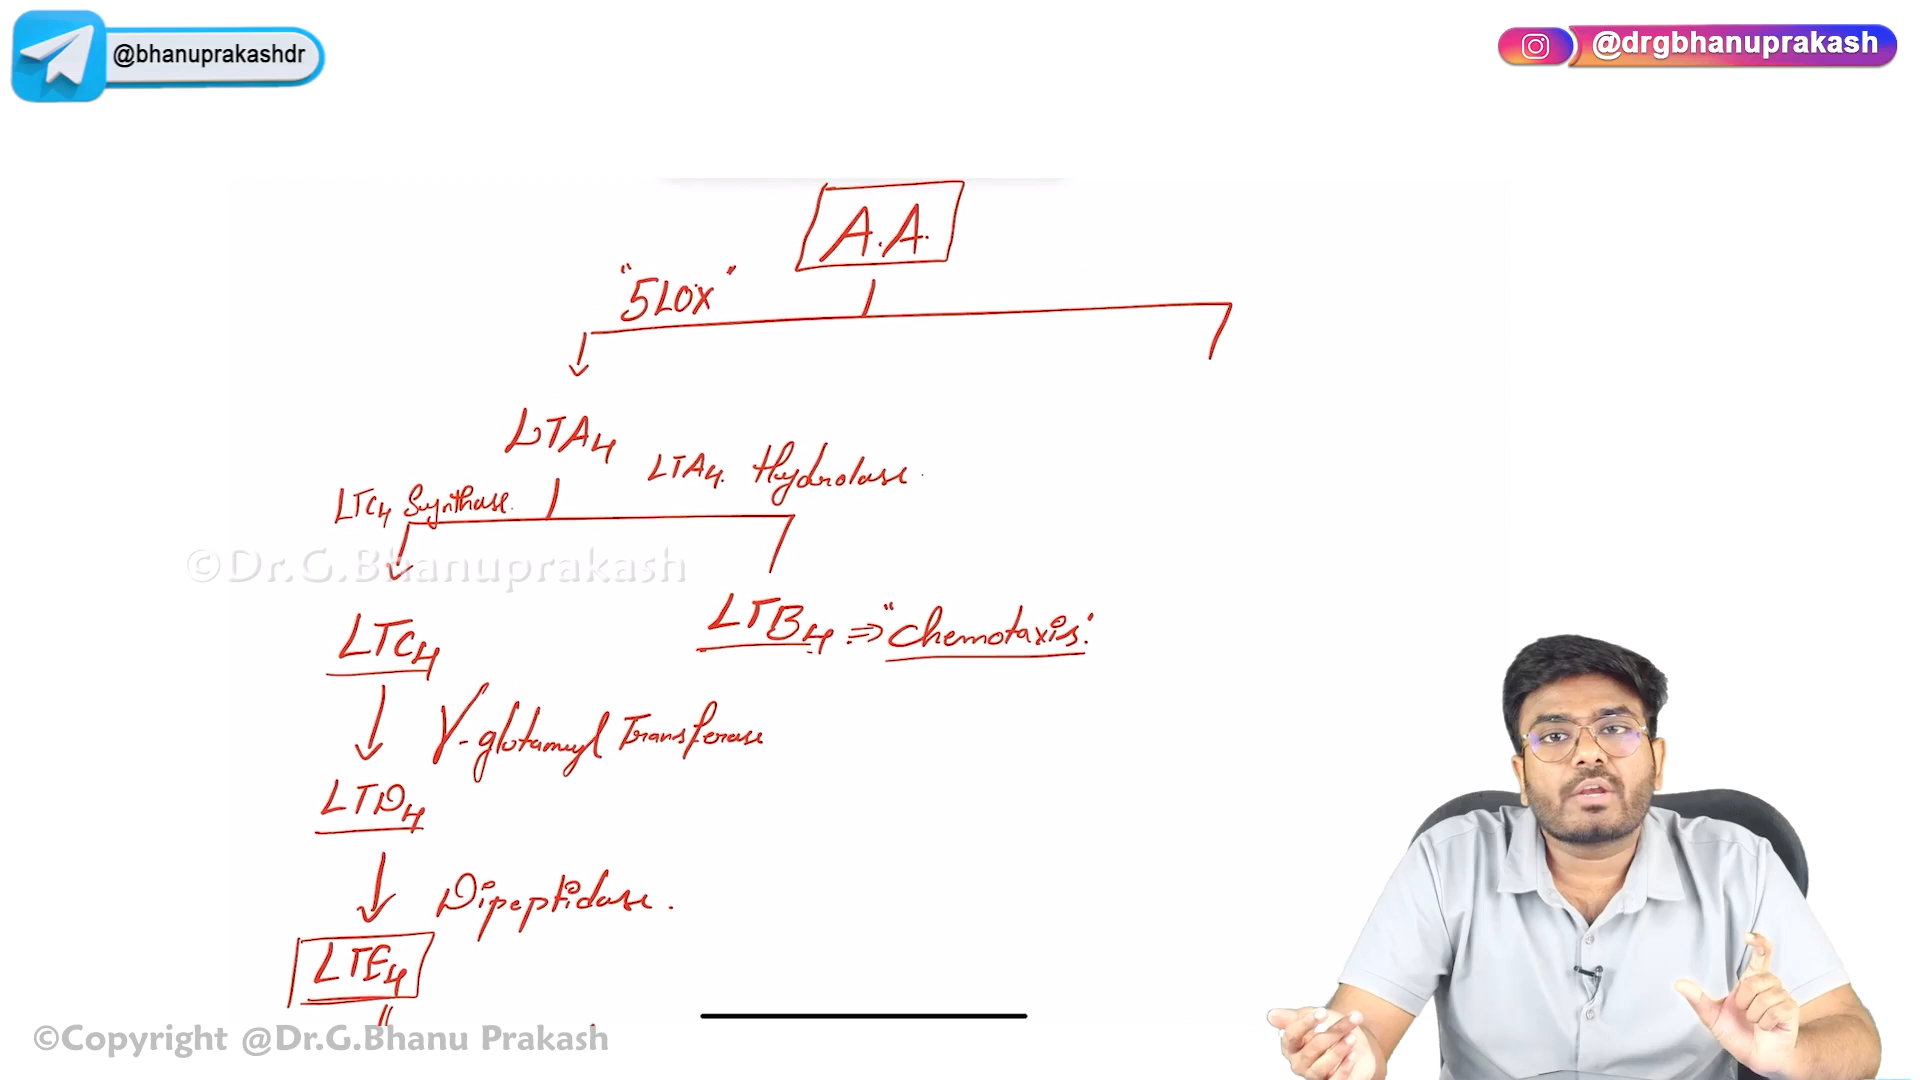 @bhanuprakashdr
@drgbhanuprakash
A.A.
"5LOX"
LTA4
LTA4. Hydrolase.
LTC4 Synthase.
©Dr.G.Bhanuprakash
LTC4
LTB4 ⇒ "Chemotaxis."
γ-glutamyl Transferase
LTD4
Dipeptidase.
LTE4
©Copyright @Dr.G.Bhanu Prakash